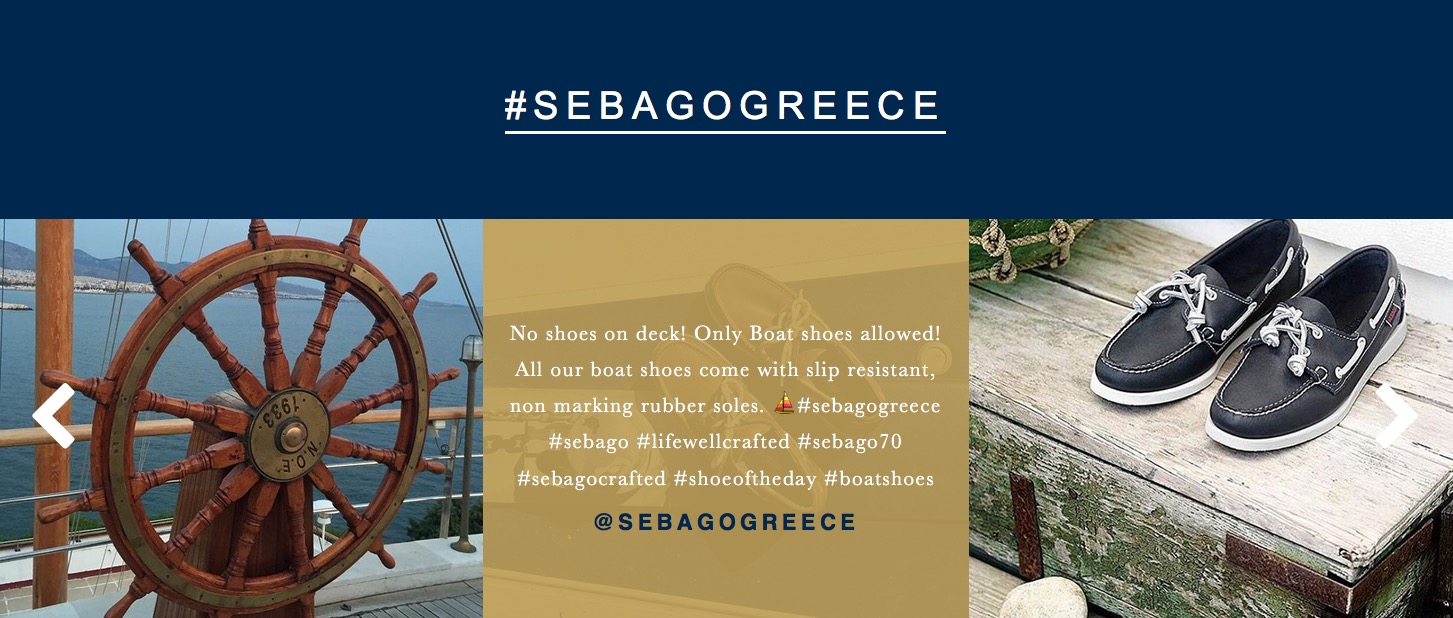 #SEBAGOGREECE
1933
N.O.E.
No shoes on deck! Only Boat shoes allowed!
All our boat shoes come with slip resistant,
non marking rubber soles. ⛵#sebagogreece
#sebago #lifewellcrafted #sebago70
#sebagocrafted #shoeoftheday #boatshoes
@SEBAGOGREECE